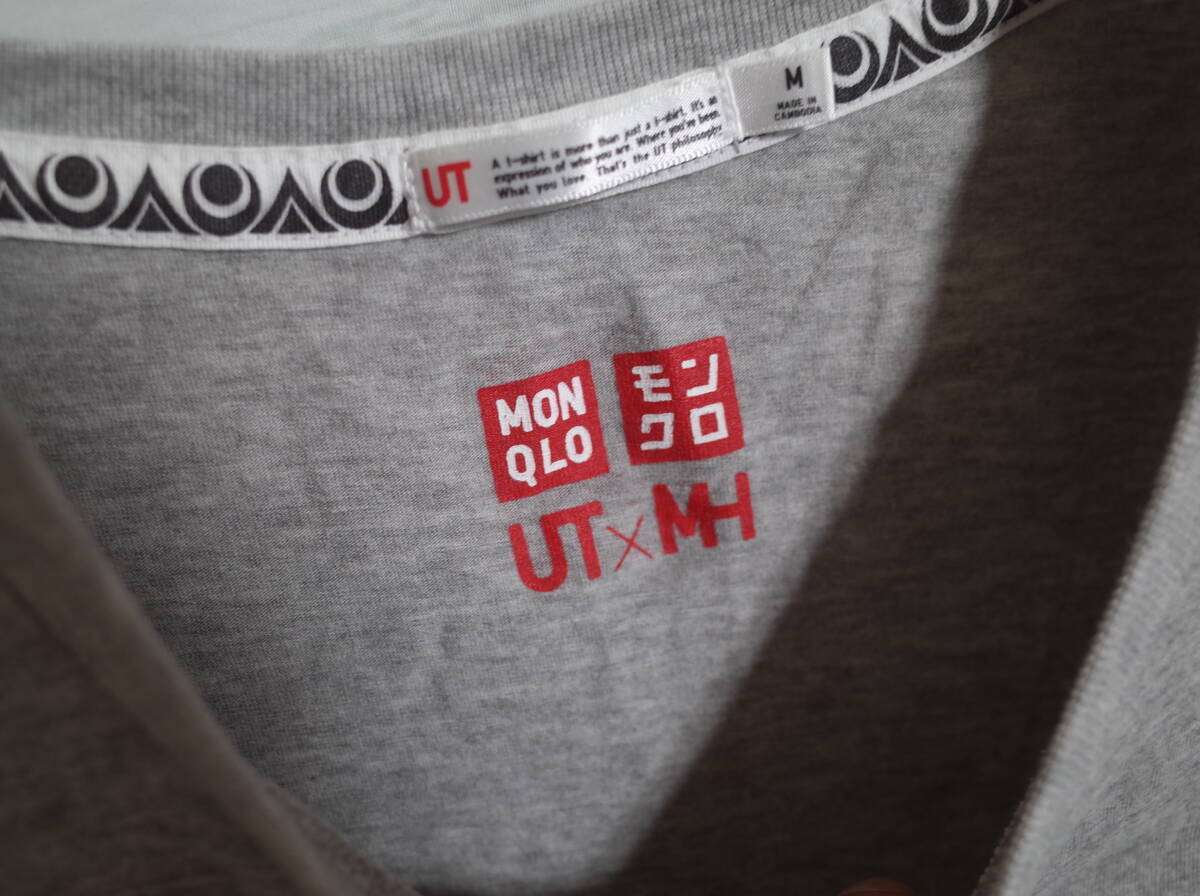 UT
A t-shirt is more than just a t-shirt. It's an
expression of who you are. Where you've been.
What you love. That's the UT philosophy
M
MADE IN
CAMBODIA
MON
QLO
モン
クロ
UT×MH